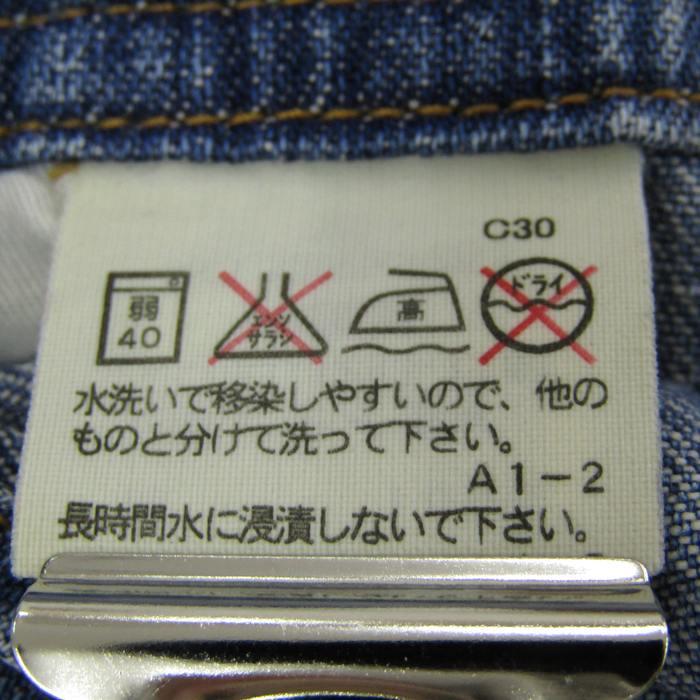 C30
弱 40
エンソ サラシ
高
ドライ
水洗いで移染しやすいので、他の
ものと分けて洗って下さい。
A1-2
長時間水に浸漬しないで下さい。